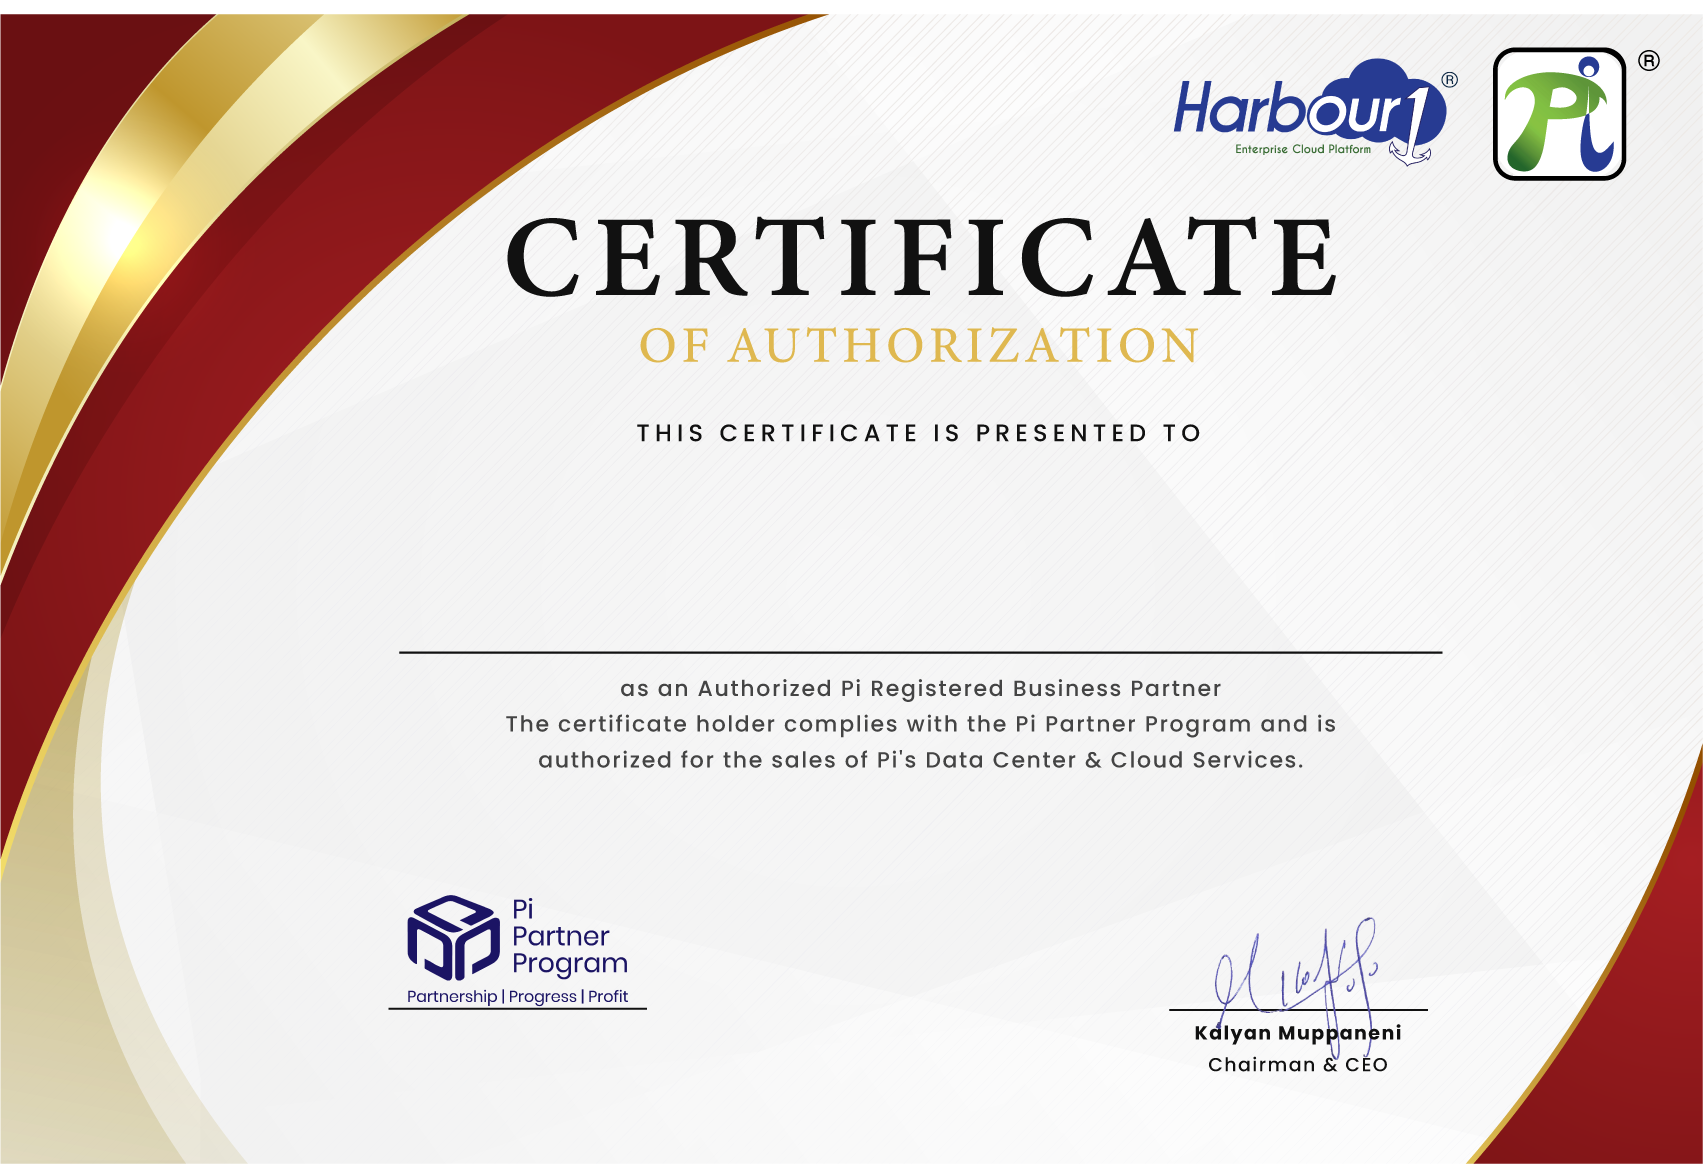 Harbour1®
Enterprise Cloud Platform
Pi ®
CERTIFICATE
OF AUTHORIZATION
THIS CERTIFICATE IS PRESENTED TO
as an Authorized Pi Registered Business Partner
The certificate holder complies with the Pi Partner Program and is
authorized for the sales of Pi's Data Center & Cloud Services.
Pi
Partner
Program
Partnership | Progress | Profit
Kalyan Muppaneni
Chairman & CEO